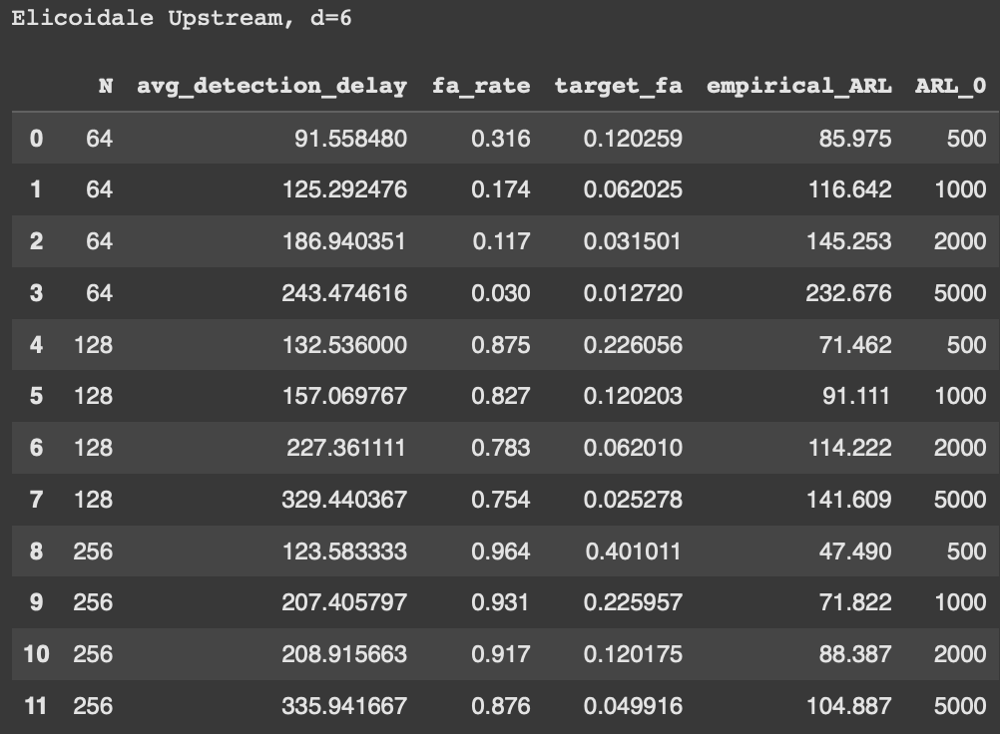 Elicoidale Upstream, d=6
N avg_detection_delay fa_rate target_fa empirical_ARL ARL_0
0 64 91.558480 0.316 0.120259 85.975 500
1 64 125.292476 0.174 0.062025 116.642 1000
2 64 186.940351 0.117 0.031501 145.253 2000
3 64 243.474616 0.030 0.012720 232.676 5000
4 128 132.536000 0.875 0.226056 71.462 500
5 128 157.069767 0.827 0.120203 91.111 1000
6 128 227.361111 0.783 0.062010 114.222 2000
7 128 329.440367 0.754 0.025278 141.609 5000
8 256 123.583333 0.964 0.401011 47.490 500
9 256 207.405797 0.931 0.225957 71.822 1000
10 256 208.915663 0.917 0.120175 88.387 2000
11 256 335.941667 0.876 0.049916 104.887 5000